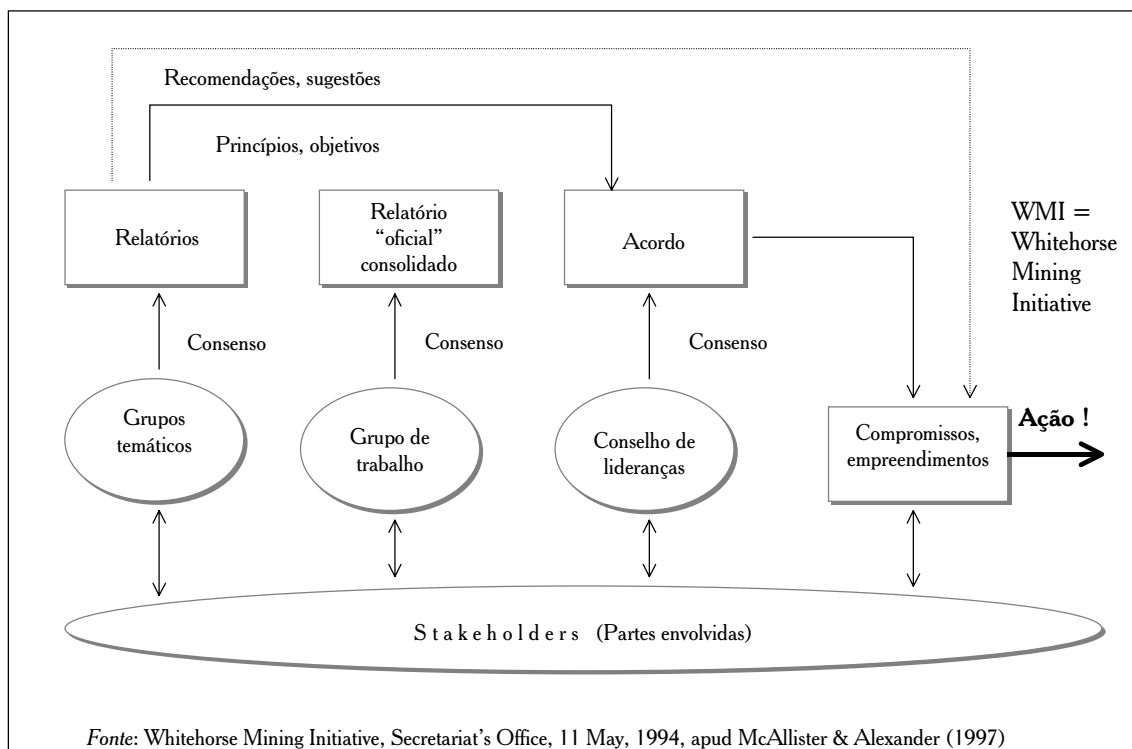 Recomendações, sugestões
Princípios, objetivos
Relatórios
Relatório
“oficial”
consolidado
Acordo
WMI =
Whitehorse
Mining
Initiative
Consenso
Consenso
Consenso
Grupos
temáticos
Grupo de
trabalho
Conselho de
lideranças
Compromissos,
empreendimentos
Ação !
Stakeholders (Partes envolvidas)
Fonte: Whitehorse Mining Initiative, Secretariat’s Office, 11 May, 1994, apud McAllister & Alexander (1997)